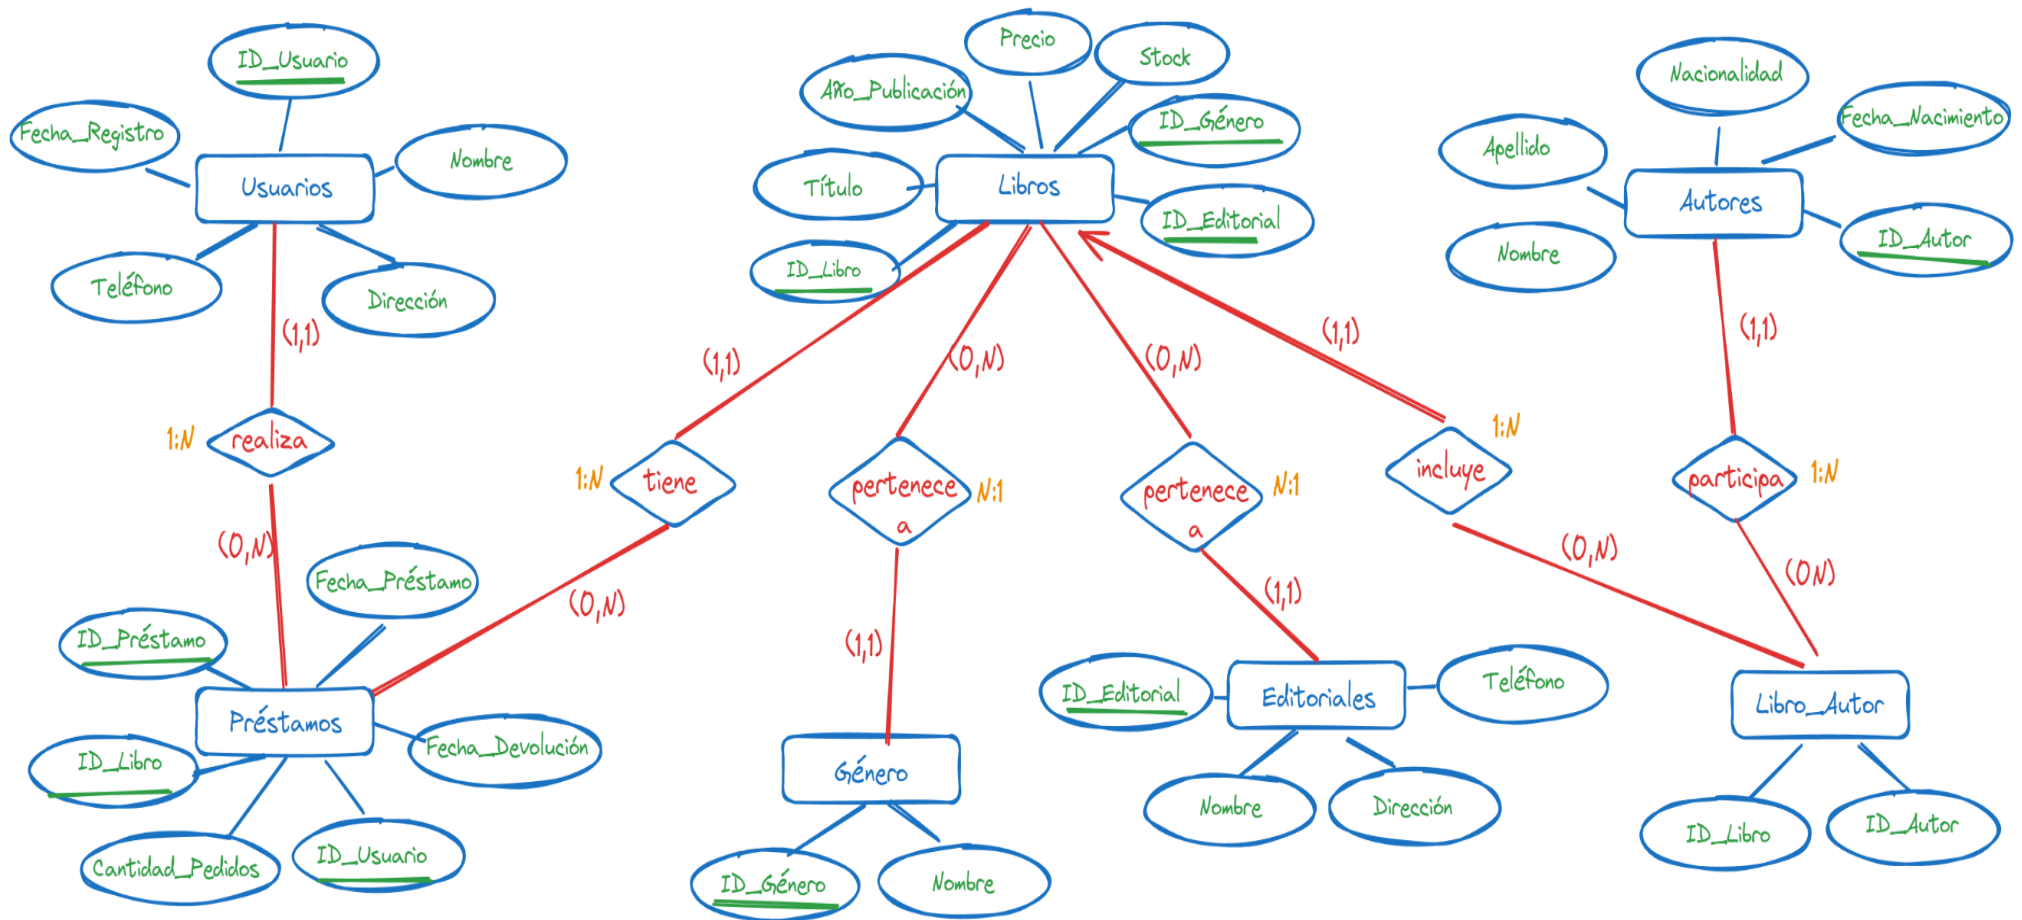 ID_Usuario
Fecha_Registro
Nombre
Usuarios
Teléfono
Dirección
(1,1)
1:N
realiza
(0,N)
Precio
Stock
Año_Publicación
ID_Género
Título
Libros
ID_Editorial
ID_Libro
Nacionalidad
Fecha_Nacimiento
Apellido
Autores
Nombre
ID_Autor
(1,1)
(0,N)
(0,N)
(1,1)
(1,1)
1:N
tiene
pertenece
a
N:1
pertenece
a
N:1
incluye
1:N
participa
1:N
(0,N)
(1,1)
(1,1)
(0,N)
(0N)
Fecha_Préstamo
ID_Préstamo
Préstamos
Fecha_Devolución
ID_Libro
Cantidad_Pedidos
ID_Usuario
Género
ID_Género
Nombre
ID_Editorial
Editoriales
Teléfono
Nombre
Dirección
Libro_Autor
ID_Libro
ID_Autor